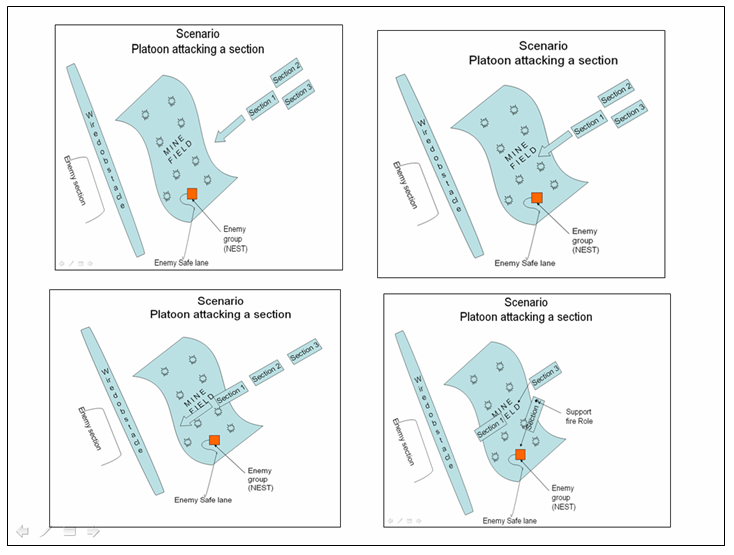 Scenario
Platoon attacking a section
Section 2
Section 1
Section 3
Wiredobstade
MINE
FIELD
Enemy section
Enemy
group
(NEST)
Enemy Safe lane
Scenario
Platoon attacking a section
Section 2
Section 1
Section 3
Wiredobstade
MINE
FIELD
Enemy section
Enemy
group
(NEST)
Enemy Safe lane
Scenario
Platoon attacking a section
Section 3
Section 2
Section 1
Wiredobstade
MINE
FIELD
Enemy section
Enemy
group
(NEST)
Enemy Safe lane
Scenario
Platoon attacking a section
Section 3
Section 2
Section 1
Wiredobstade
MINE
FIELD
Support
fire Role
Enemy section
Enemy
group
(NEST)
Enemy Safe lane